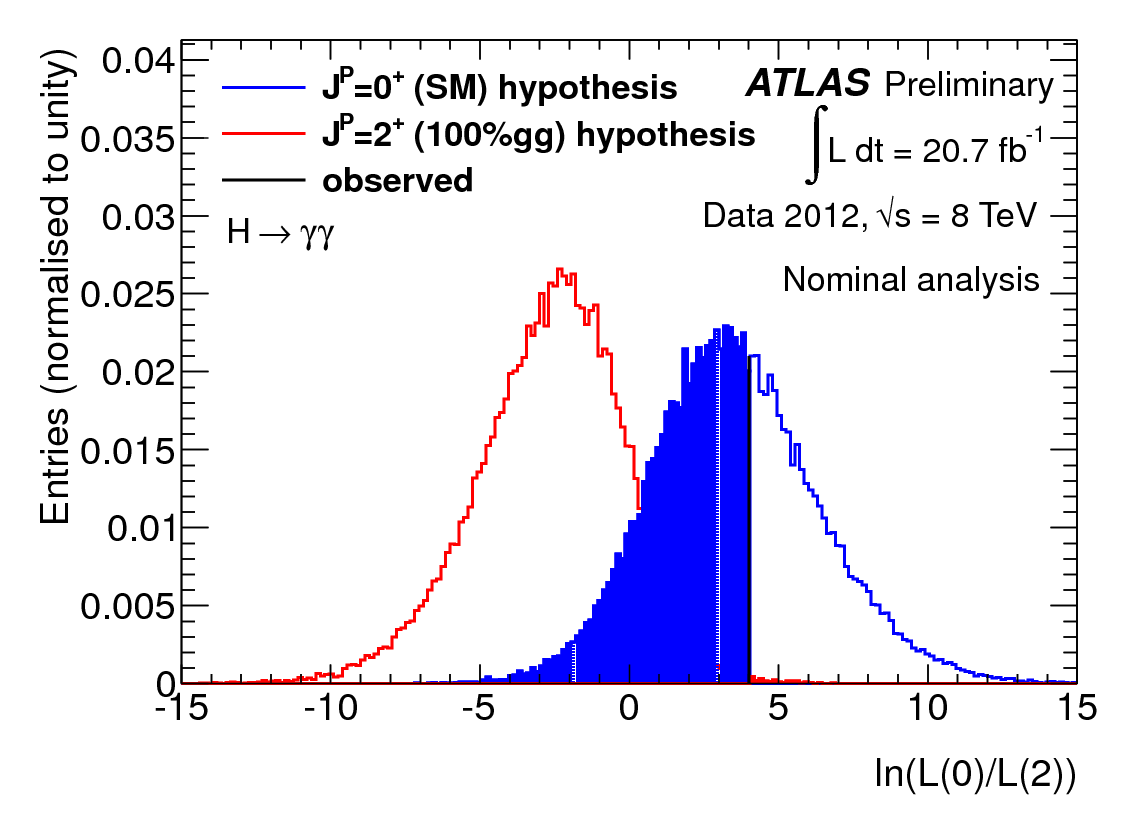 J^P=0^+ (SM) hypothesis
J^P=2^+ (100%gg) hypothesis
observed
H → γγ
ATLAS Preliminary
∫L dt = 20.7 fb^-1
Data 2012, √s = 8 TeV
Nominal analysis
Entries (normalised to unity)
0.04
0.035
0.03
0.025
0.02
0.015
0.01
0.005
0
-15 -10 -5 0 5 10 15
ln(L(0)/L(2))